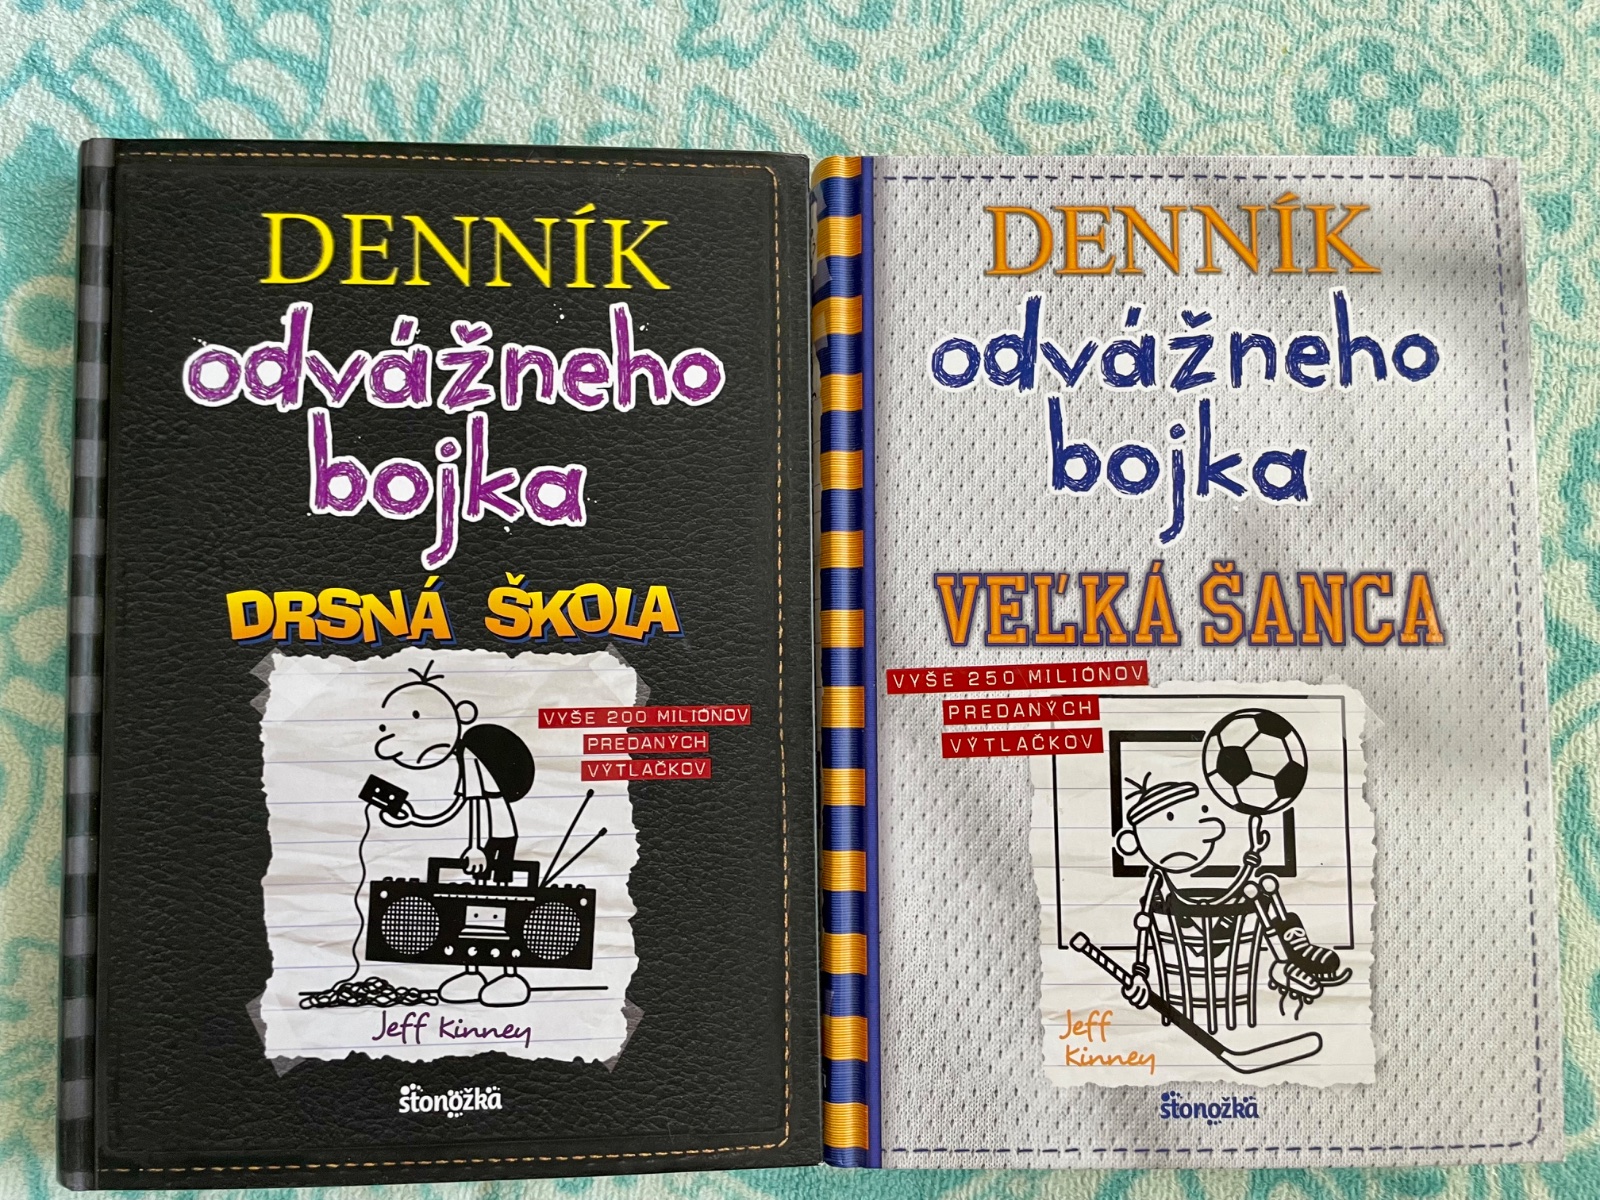 DENNÍK
odvážneho
bojka
DRSNÁ ŠKOLA
VYŠE 200 MILIÓNOV
PREDANÝCH
VÝTLAČKOV
Jeff Kinney
stonožka
DENNÍK
odvážneho
bojka
VEĽKÁ ŠANCA
VYŠE 250 MILIÓNOV
PREDANÝCH
VÝTLAČKOV
Jeff
Kinney
stonožka